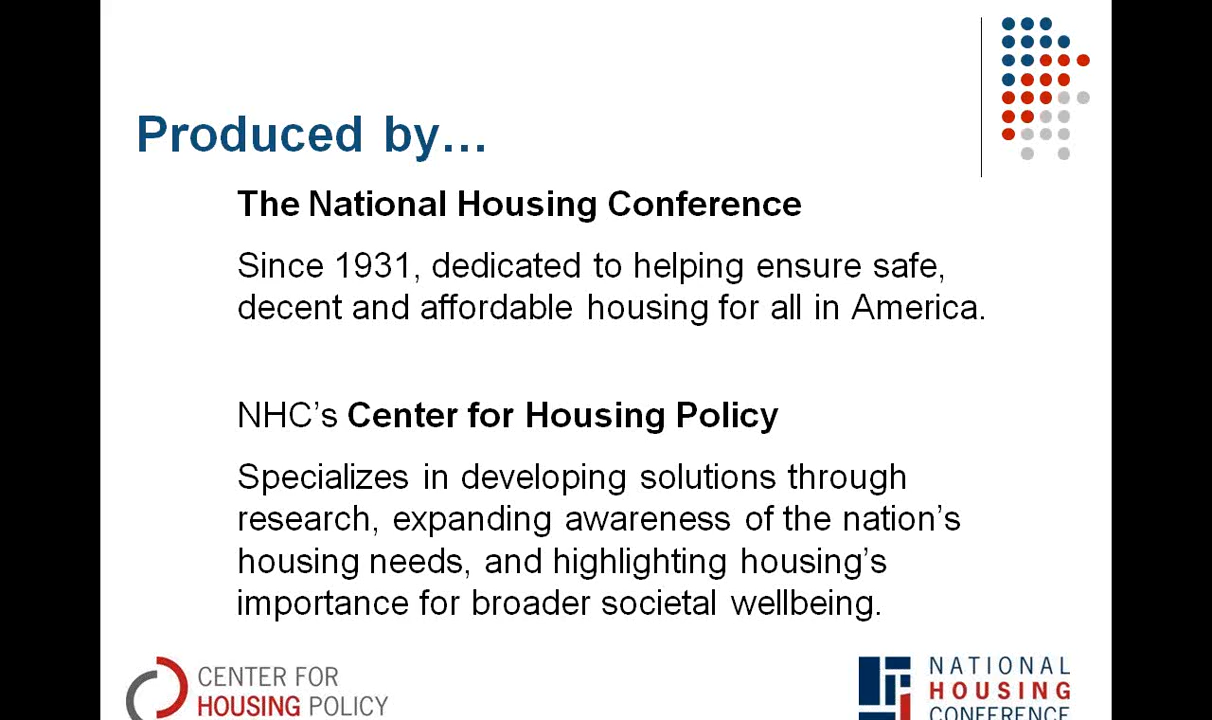 Produced by…
The National Housing Conference
Since 1931, dedicated to helping ensure safe,
decent and affordable housing for all in America.
NHC’s Center for Housing Policy
Specializes in developing solutions through
research, expanding awareness of the nation’s
housing needs, and highlighting housing’s
importance for broader societal wellbeing.
CENTER FOR
HOUSING POLICY
NATIONAL
HOUSING
CONFERENCE